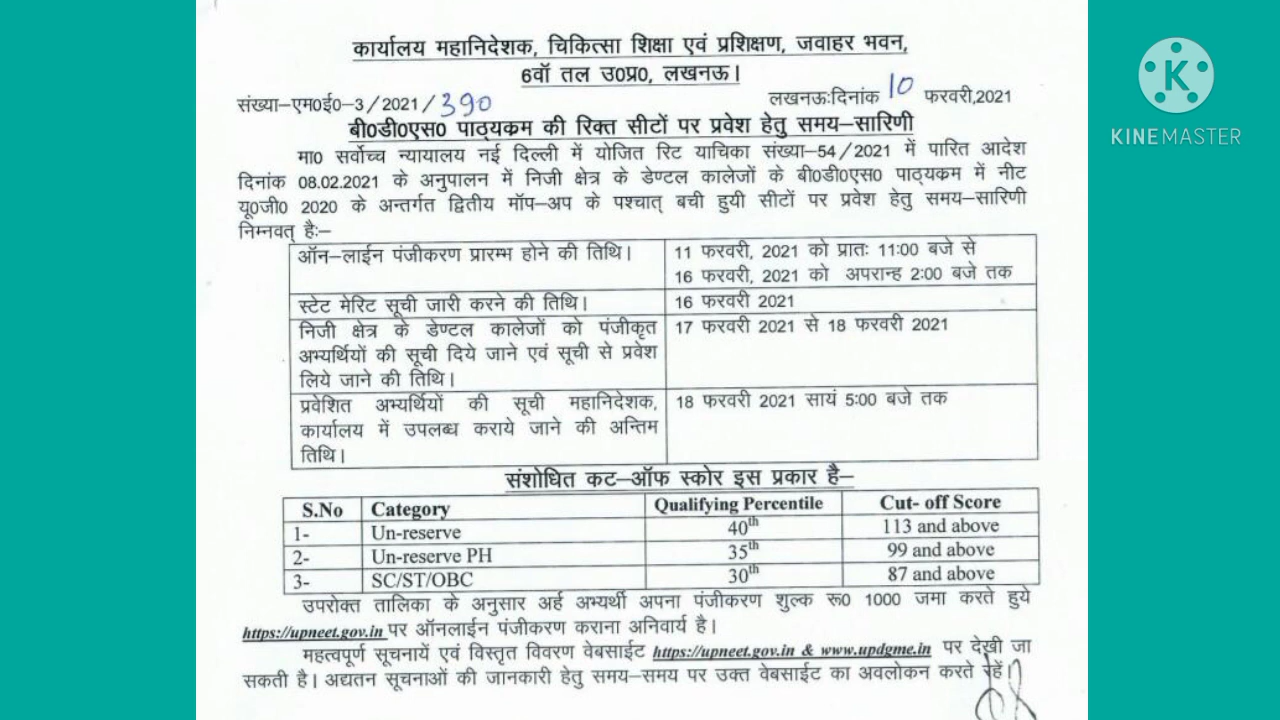 कार्यालय महानिदेशक, चिकित्सा शिक्षा एवं प्रशिक्षण, जवाहर भवन,
6वॉ तल उ0प्र0, लखनऊ।
संख्या–एम0ई0–3/2021/390
लखनऊःदिनांक 10 फरवरी,2021
बी0डी0एस0 पाठ्यक्रम की रिक्त सीटों पर प्रवेश हेतु समय–सारिणी
मा0 सर्वोच्च न्यायालय नई दिल्ली में योजित रिट याचिका संख्या–54/2021 में पारित आदेश
दिनांक 08.02.2021 के अनुपालन में निजी क्षेत्र के डेण्टल कालेजों के बी0डी0एस0 पाठ्यक्रम में नीट
यू0जी0 2020 के अन्तर्गत द्वितीय मॉप–अप के पश्चात् बची हुयी सीटों पर प्रवेश हेतु समय–सारिणी
निम्नवत् हैः–
ऑन–लाईन पंजीकरण प्रारम्भ होने की तिथि।
11 फरवरी, 2021 को प्रातः 11:00 बजे से
16 फरवरी, 2021 को अपरान्ह 2:00 बजे तक
स्टेट मेरिट सूची जारी करने की तिथि।
16 फरवरी 2021
निजी क्षेत्र के डेण्टल कालेजों को पंजीकृत
अभ्यर्थियों की सूची दिये जाने एवं सूची से प्रवेश
लिये जाने की तिथि।
17 फरवरी 2021 से 18 फरवरी 2021
प्रवेशित अभ्यर्थियों की सूची महानिदेशक,
कार्यालय में उपलब्ध कराये जाने की अन्तिम
तिथि।
18 फरवरी 2021 सायं 5:00 बजे तक
संशोधित कट–ऑफ स्कोर इस प्रकार है–
S.No Category Qualifying Percentile Cut- off Score
1- Un-reserve 40th 113 and above
2- Un-reserve PH 35th 99 and above
3- SC/ST/OBC 30th 87 and above
उपरोक्त तालिका के अनुसार अर्ह अभ्यर्थी अपना पंजीकरण शुल्क रू0 1000 जमा करते हुये
https://upneet.gov.in पर ऑनलाईन पंजीकरण कराना अनिवार्य है।
महत्वपूर्ण सूचनायें एवं विस्तृत विवरण वेबसाईट https://upneet.gov.in & www.updgme.in पर देखी जा
सकती है। अद्यतन सूचनाओं की जानकारी हेतु समय–समय पर उक्त वेबसाईट का अवलोकन करते रहें।
K
KINEMASTER